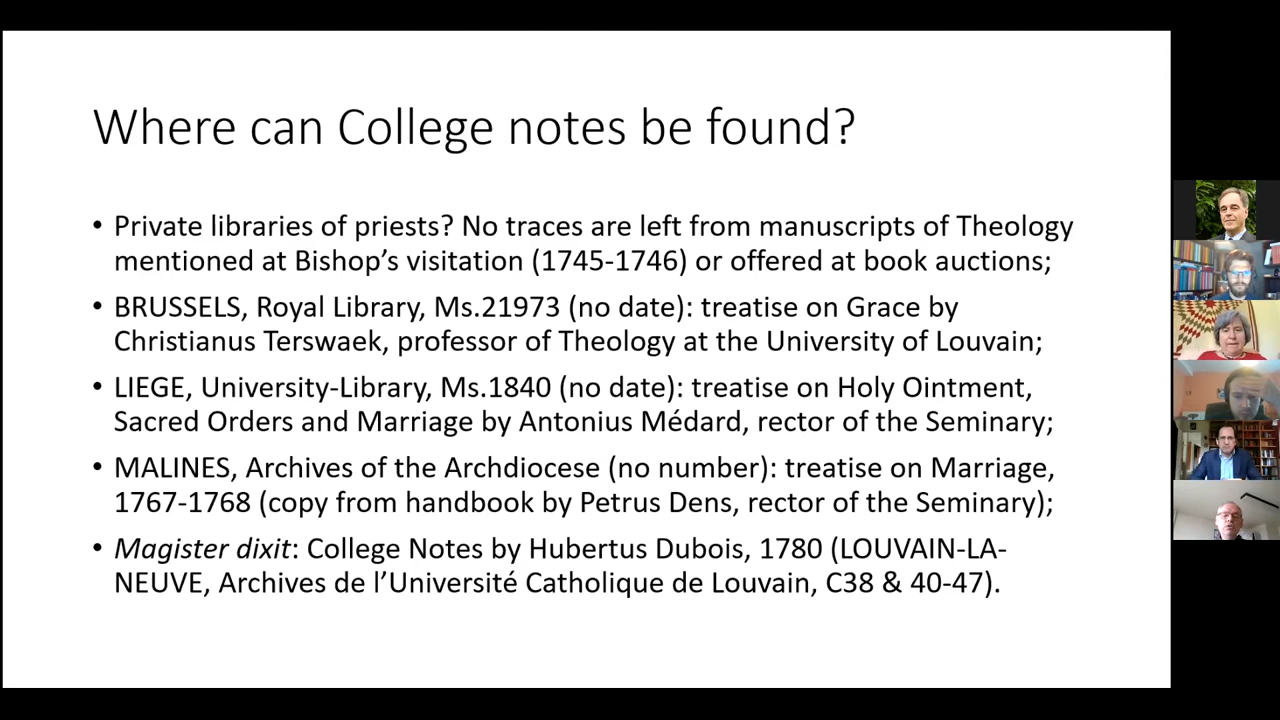 Where can College notes be found?
• Private libraries of priests? No traces are left from manuscripts of Theology
mentioned at Bishop's visitation (1745-1746) or offered at book auctions;
• BRUSSELS, Royal Library, Ms.21973 (no date): treatise on Grace by
Christianus Terswaek, professor of Theology at the University of Louvain;
• LIEGE, University-Library, Ms.1840 (no date): treatise on Holy Ointment,
Sacred Orders and Marriage by Antonius Médard, rector of the Seminary;
• MALINES, Archives of the Archdiocese (no number): treatise on Marriage,
1767-1768 (copy from handbook by Petrus Dens, rector of the Seminary);
• Magister dixit: College Notes by Hubertus Dubois, 1780 (LOUVAIN-LA-
NEUVE, Archives de l'Université Catholique de Louvain, C38 & 40-47).